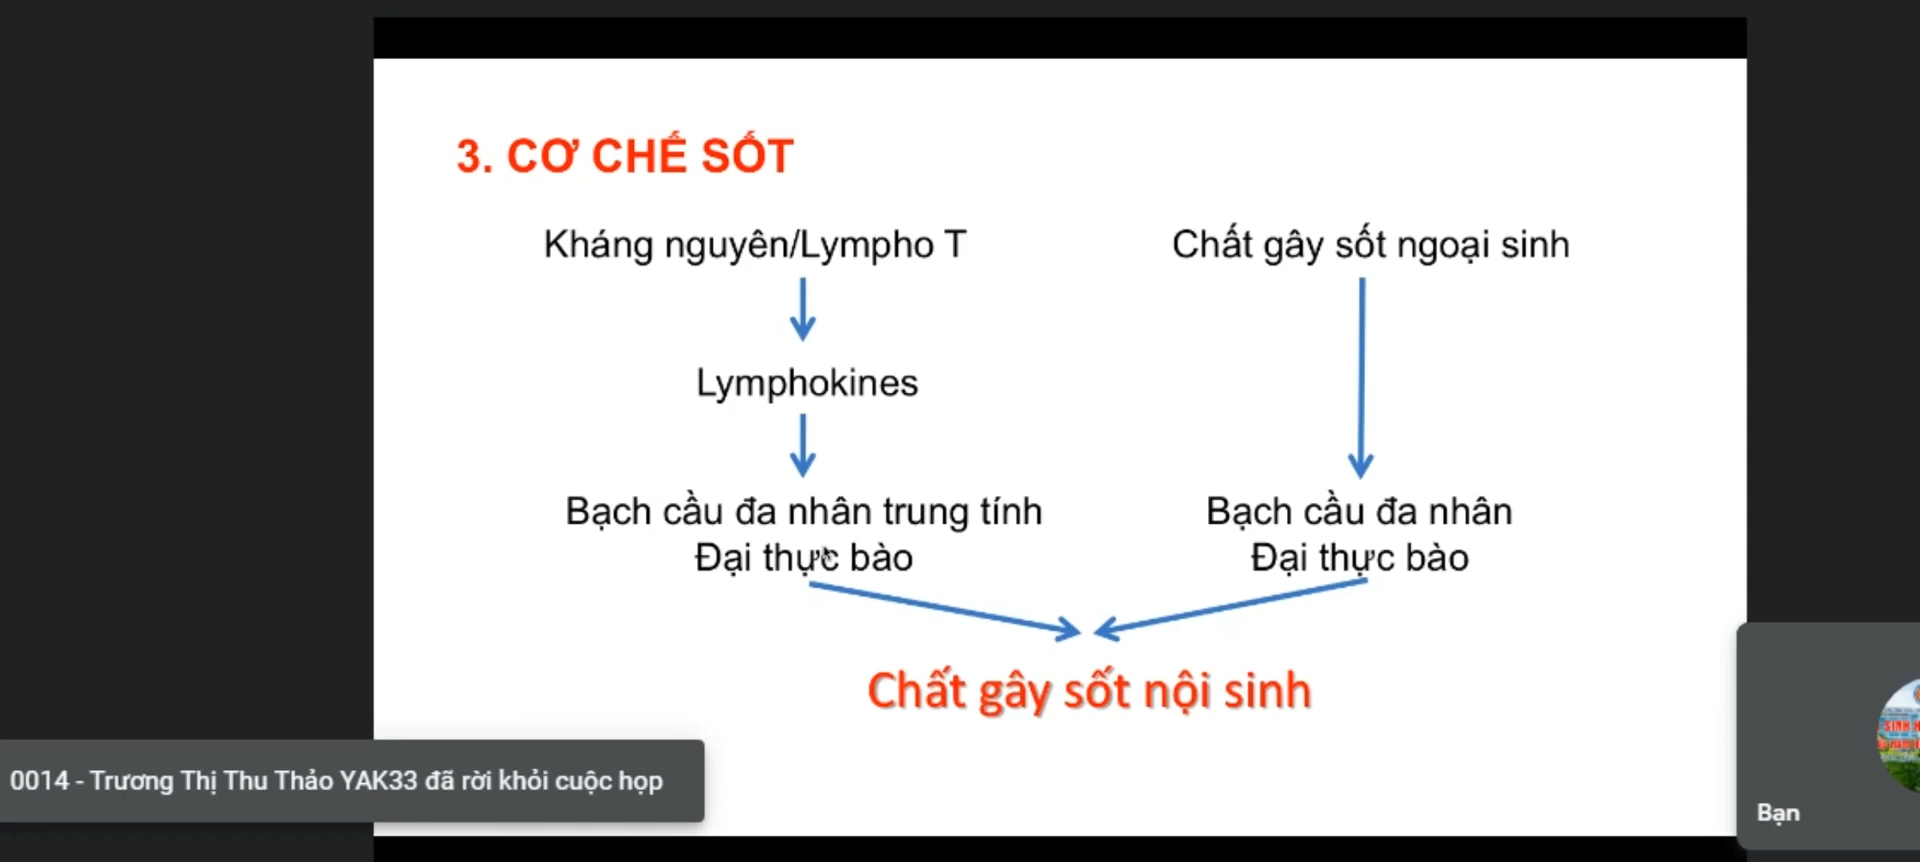 3. CƠ CHẾ SỐT
Kháng nguyên/Lympho T
Chất gây sốt ngoại sinh
Lymphokines
Bạch cầu đa nhân trung tính
Đại thực bào
Bạch cầu đa nhân
Đại thực bào
Chất gây sốt nội sinh
0014 - Trương Thị Thu Thảo YAK33 đã rời khỏi cuộc họp
Bạn